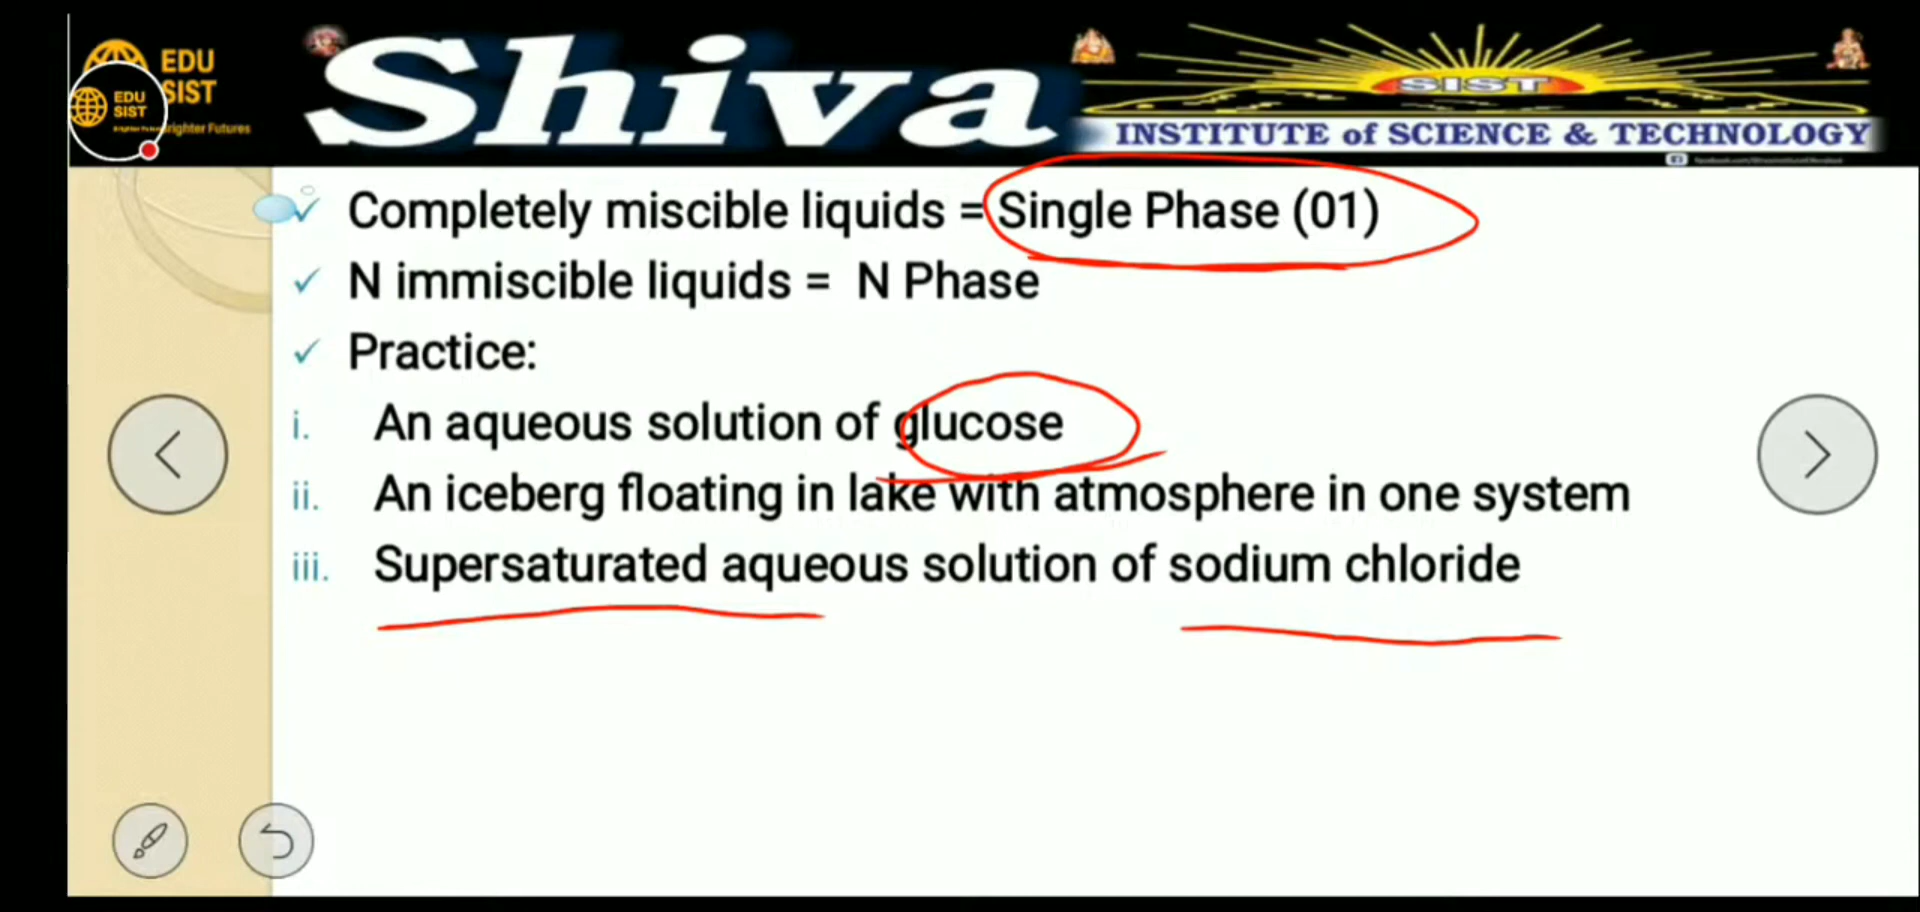 EDU
SIST
Brighter Futures
EDU
SIST
Shiva
SIST
INSTITUTE of SCIENCE & TECHNOLOGY
✓ Completely miscible liquids = Single Phase (01)
✓ N immiscible liquids = N Phase
✓ Practice:
i. An aqueous solution of glucose
ii. An iceberg floating in lake with atmosphere in one system
iii. Supersaturated aqueous solution of sodium chloride